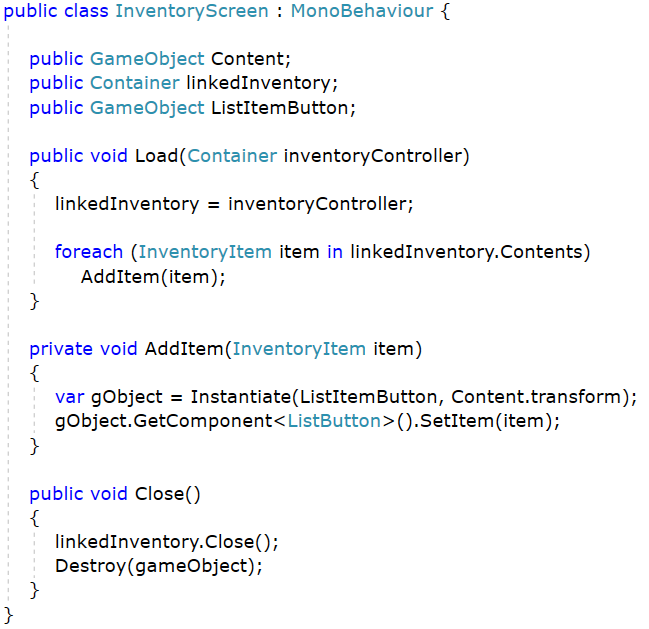 public class InventoryScreen : MonoBehaviour {
public GameObject Content;
public Container linkedInventory;
public GameObject ListItemButton;
public void Load(Container inventoryController)
{
linkedInventory = inventoryController;
foreach (InventoryItem item in linkedInventory.Contents)
AddItem(item);
}
private void AddItem(InventoryItem item)
{
var gObject = Instantiate(ListItemButton, Content.transform);
gObject.GetComponent<ListButton>().SetItem(item);
}
public void Close()
{
linkedInventory.Close();
Destroy(gameObject);
}
}